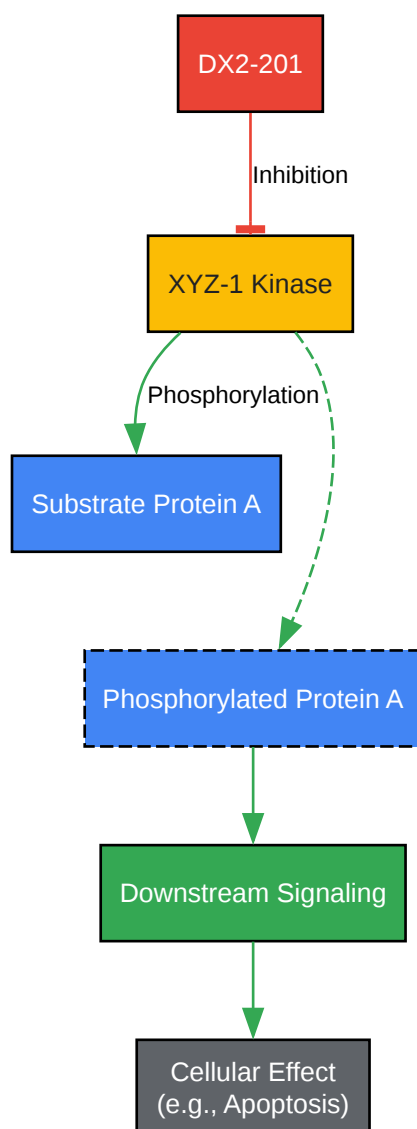 DX2-201
Inhibition
XYZ-1 Kinase
Phosphorylation
Substrate Protein A
Phosphorylated Protein A
Downstream Signaling
Cellular Effect
(e.g., Apoptosis)